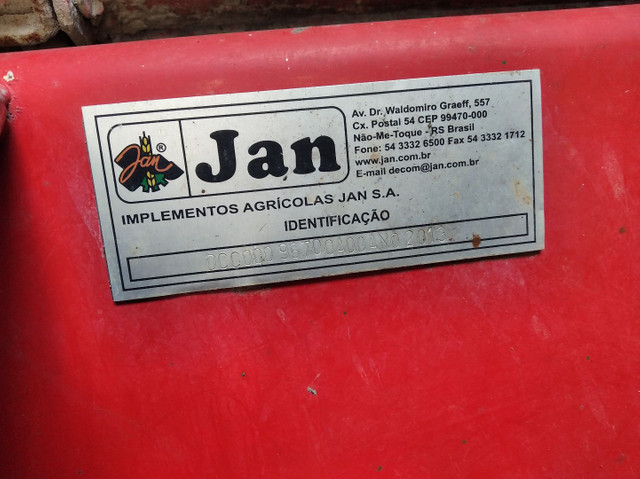 Jan ®
Jan
Av. Dr. Waldomiro Graeff, 557
Cx. Postal 54 CEP 99470-000
Não-Me-Toque - RS Brasil
Fone: 54 3332 6500 Fax 54 3332 1712
www.jan.com.br
E-mail decom@jan.com.br
IMPLEMENTOS AGRÍCOLAS JAN S.A.
IDENTIFICAÇÃO
2013